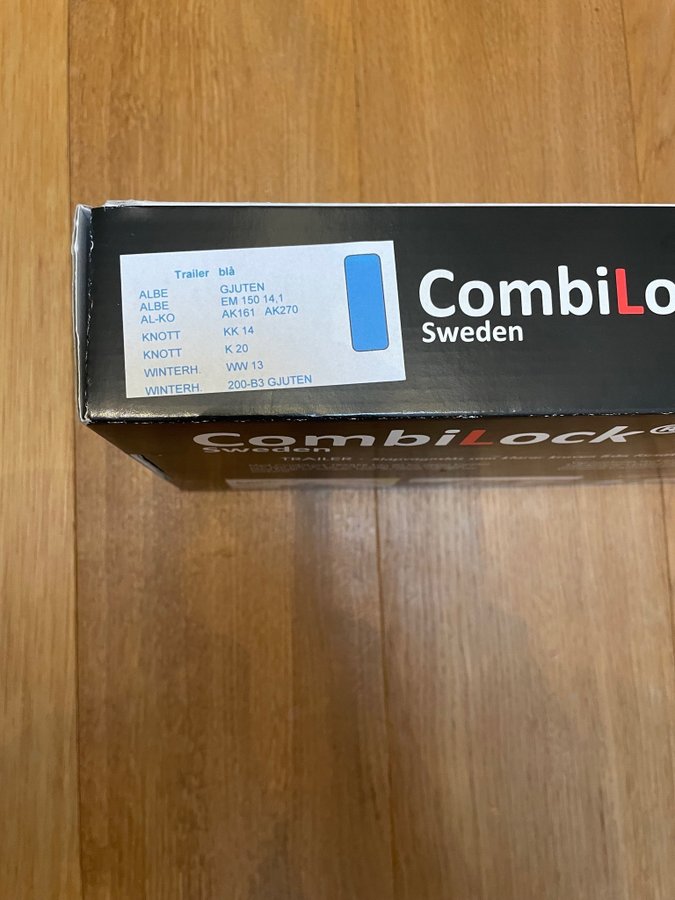 Trailer blå
ALBE GJUTEN
ALBE EM 150 14,1
AL-KO AK161 AK270
KNOTT KK 14
KNOTT K 20
WINTERH. WW 13
WINTERH. 200-B3 GJUTEN
CombiLo
Sweden
CombiLock®
Sweden
TRAILER